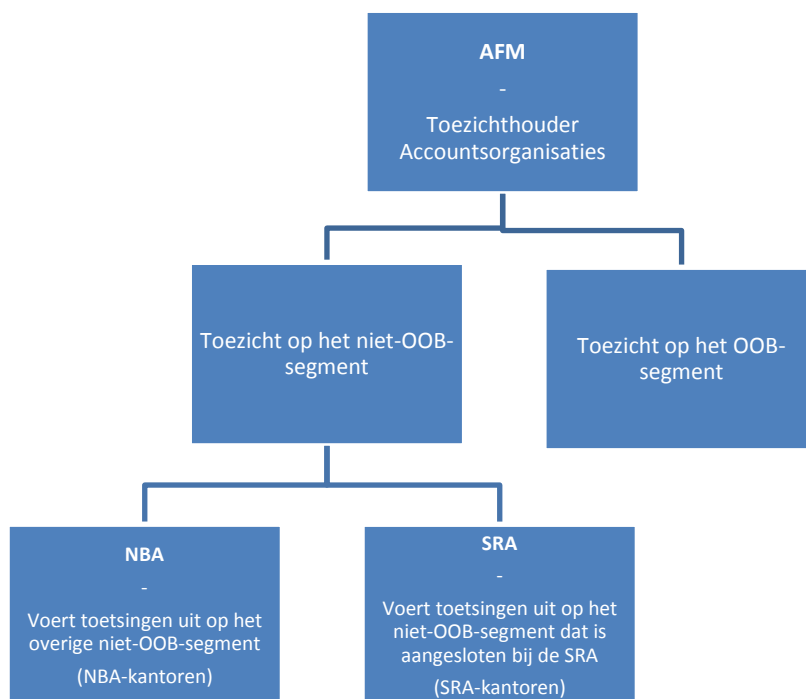 AFM
-
Toezichthouder
Accountsorganisaties
Toezicht op het niet-OOB-
segment
Toezicht op het OOB-
segment
NBA
-
Voert toetsingen uit op het
overige niet-OOB-segment
(NBA-kantoren)
SRA
-
Voert toetsingen uit op het
niet-OOB-segment dat is
aangesloten bij de SRA
(SRA-kantoren)